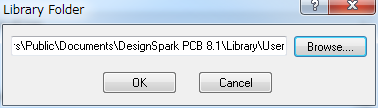 Library Folder
s\Public\Documents\DesignSpark PCB 8.1\Library\User
Browse....
OK
Cancel